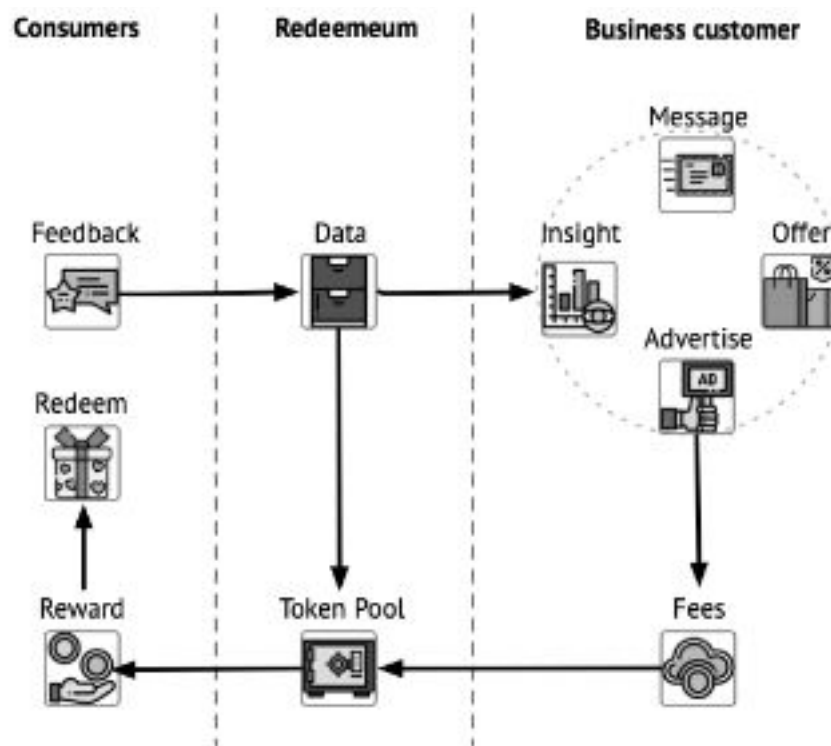 Consumers
Redeemeum
Business customer
Message
Feedback
Data
Insight
Offer
Advertise
AD
Redeem
Reward
Token Pool
Fees